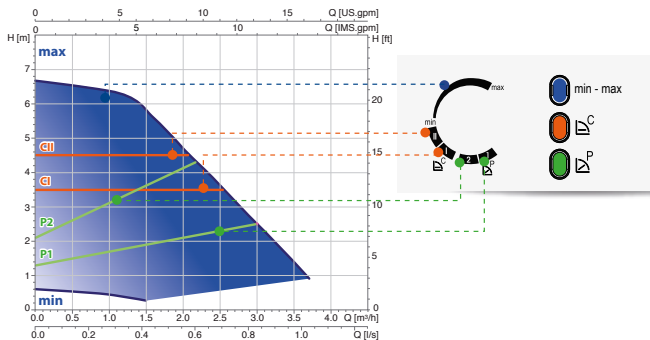 0 5 10 15 Q [US.gpm]
0 5 10 Q [IMS.gpm]
H [m]
H [ft]
max
7
6
5
4
3
2
1
0
20
15
10
5
0
CII
CI
P2
P1
min
0.0 0.5 1.0 1.5 2.0 2.5 3.0 3.5 4.0 Q [m³/h]
0.0 0.2 0.4 0.6 0.8 1.0 Q [l/s]
max
min
II
I
2
C
P
min - max
C
P